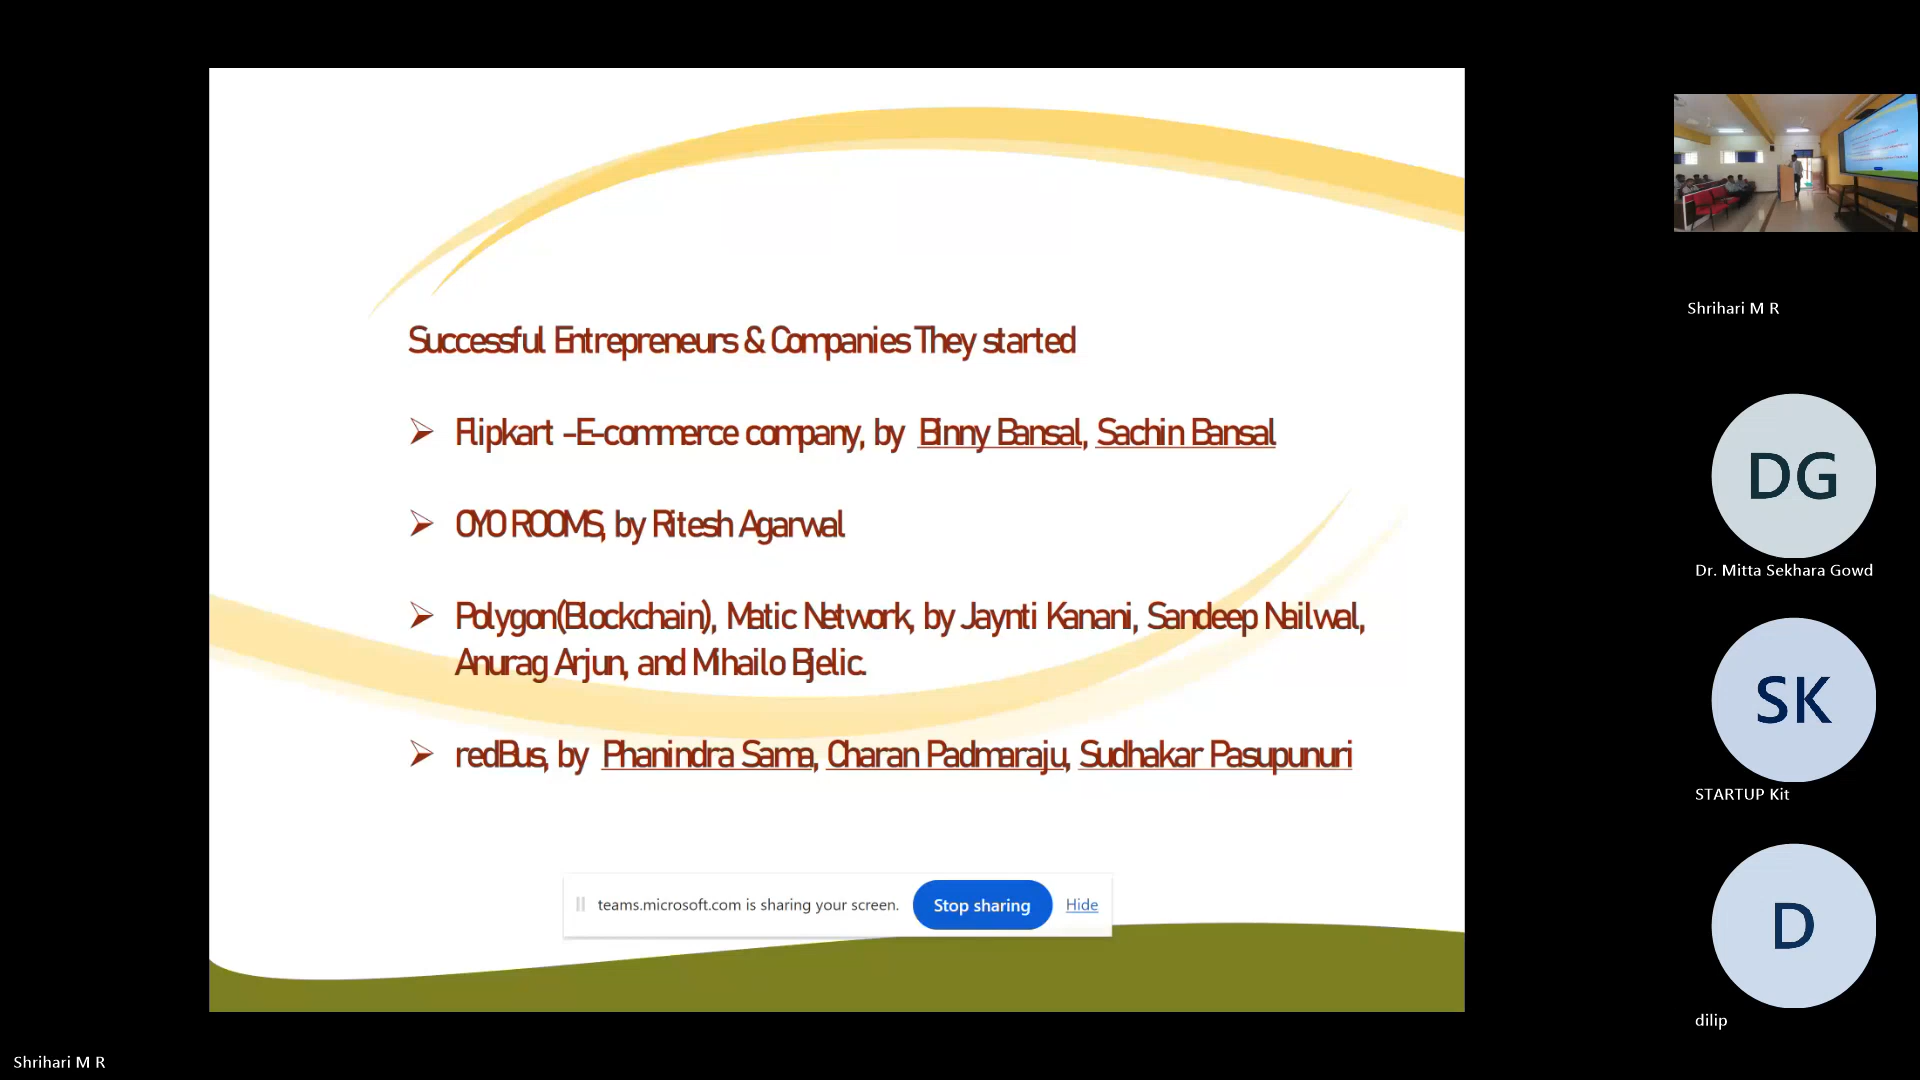 Successful Entrepreneurs & Companies They started
➢ Flipkart -E-commerce company, by Binny Bansal, Sachin Bansal
➢ OYO ROOMS, by Ritesh Agarwal
➢ Polygon(Blockchain), Matic Network, by Jaynti Kanani, Sandeep Nailwal,
Anurag Arjun, and Mihailo Bjelic.
➢ redBus, by Phanindra Sama, Charan Padmaraju, Sudhakar Pasupunuri
teams.microsoft.com is sharing your screen. Stop sharing Hide
Shrihari M R
Shrihari M R
DG
Dr. Mitta Sekhara Gowd
SK
STARTUP Kit
D
dilip